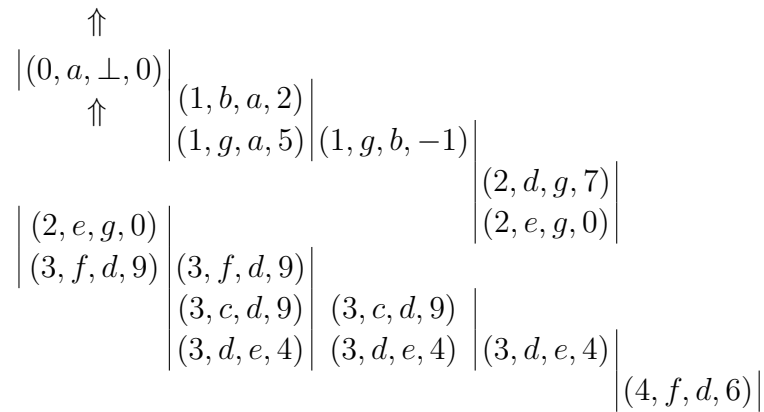 ⇑
|(0, a, ⊥, 0)|
⇑ |(1, b, a, 2)|
|(1, g, a, 5)|(1, g, b, −1)|
|(2, d, g, 7)|
|(2, e, g, 0)| |(2, e, g, 0)|
|(3, f, d, 9)|(3, f, d, 9)|
|(3, c, d, 9)| (3, c, d, 9) |
|(3, d, e, 4)| (3, d, e, 4) |(3, d, e, 4)|
|(4, f, d, 6)|